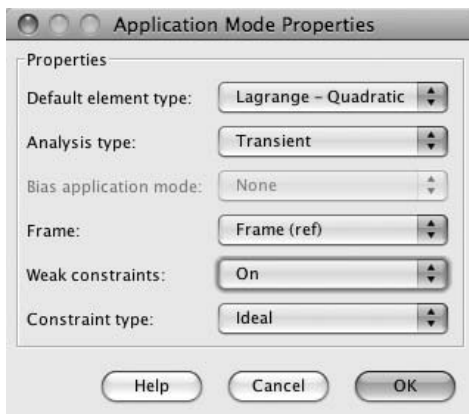 Application Mode Properties
Properties
Default element type: Lagrange – Quadratic
Analysis type: Transient
Bias application mode: None
Frame: Frame (ref)
Weak constraints: On
Constraint type: Ideal
Help Cancel OK